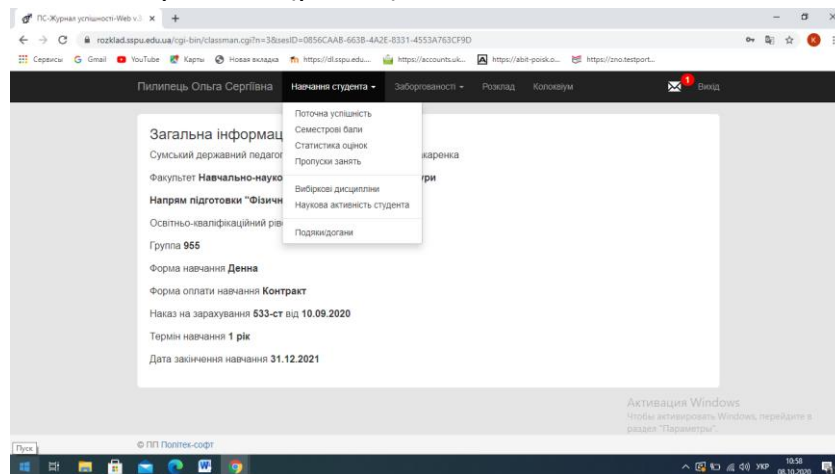 ПС-Журнал успішності-Web v.3
rozklad.sspu.edu.ua/cgi-bin/classman.cgi?n=3&sesID=0856CAAB-663B-4A2E-8331-4553A763CF9D
Сервисы Gmail YouTube Карты Новая вкладка https://dl.sspu.edu... https://accounts.uk... https://abit-poisk.o... https://zno.testport...
Пилипець Ольга Сергіївна Навчання студента Заборгованості Розклад Колоквіум 1 Вихід
Поточна успішність
Семестрові бали
Статистика оцінок
Пропуски занять
Вибіркові дисципліни
Наукова активність студента
Подяки/догани
Загальна інформац
Сумський державний педагог каренка
Факультет Навчально-науко ури
Напрям підготовки "Фізичн
Освітньо-кваліфікаційний рів
Группа 955
Форма навчання Денна
Форма оплати навчання Контракт
Наказ на зарахування 533-ст від 10.09.2020
Термін навчання 1 рік
Дата закінчення навчання 31.12.2021
Активация Windows
Чтобы активировать Windows, перейдите в
раздел "Параметры".
© ПП Політек-софт
Пуск
УКР 10:58
08.10.2020